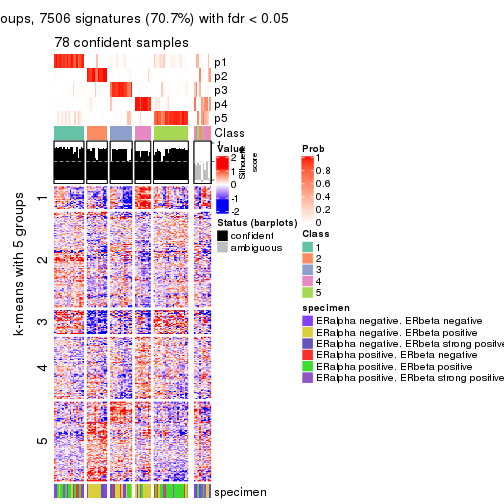 oups, 7506 signatures (70.7%) with fdr < 0.05
78 confident samples
p1
p2
p3
p4
p5
Class
1
2
3
4
5
k-means with 5 groups
specimen
Value
2
1
0
-1
-2
Silhouette
score
Status (barplots)
confident
ambiguous
Prob
1
0.8
0.6
0.4
0.2
0
Class
1
2
3
4
5
specimen
ERalpha negative. ERbeta negative
ERalpha negative. ERbeta positive
ERalpha negative. ERbeta strong positive
ERalpha positive. ERbeta negative
ERalpha positive. ERbeta positive
ERalpha positive. ERbeta strong positive